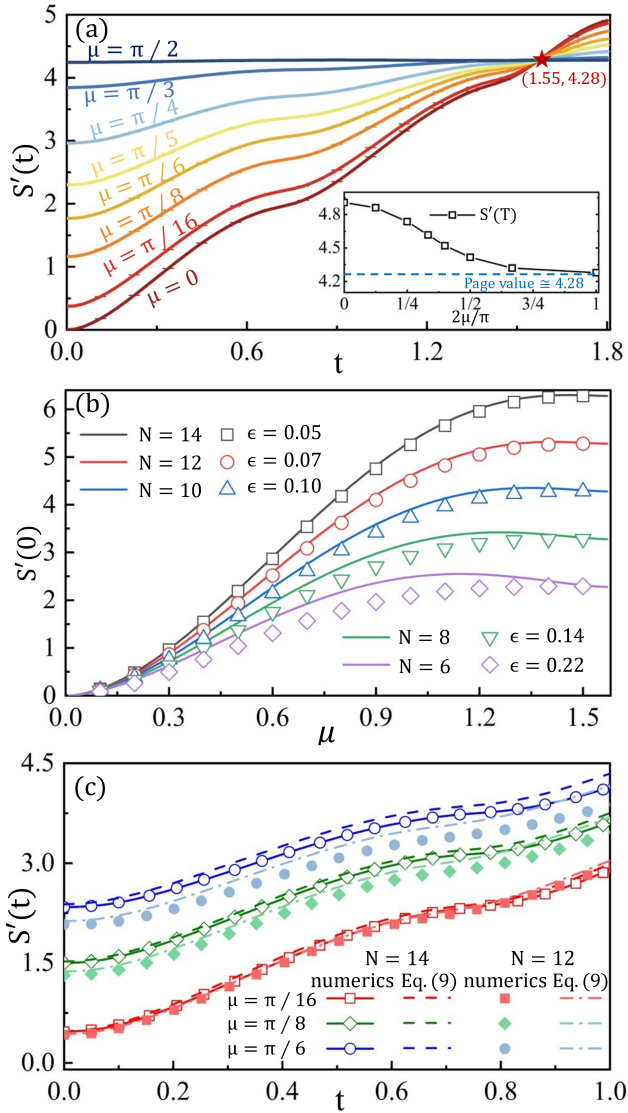 (a)
5
4
3
2
1
0
S′(t)
μ = π / 2
μ = π / 3
μ = π / 4
μ = π / 5
μ = π / 6
μ = π / 8
μ = π / 16
μ = 0
(1.55, 4.28)
4.8
4.5
4.2
S′(T)
Page value ≅ 4.28
0 1/4 1/2 3/4 1
2μ/π
0.0 0.6 1.2 1.8
t
(b)
6
5
4
3
2
1
0
S′(0)
N = 14 ϵ = 0.05
N = 12 ϵ = 0.07
N = 10 ϵ = 0.10
N = 8 ϵ = 0.14
N = 6 ϵ = 0.22
0.0 0.3 0.6 0.9 1.2 1.5
μ
(c)
4.5
3.0
1.5
0.0
S′(t)
N = 14 N = 12
numerics Eq. (9) numerics Eq. (9)
μ = π / 16
μ = π / 8
μ = π / 6
0.0 0.2 0.4 0.6 0.8 1.0
t